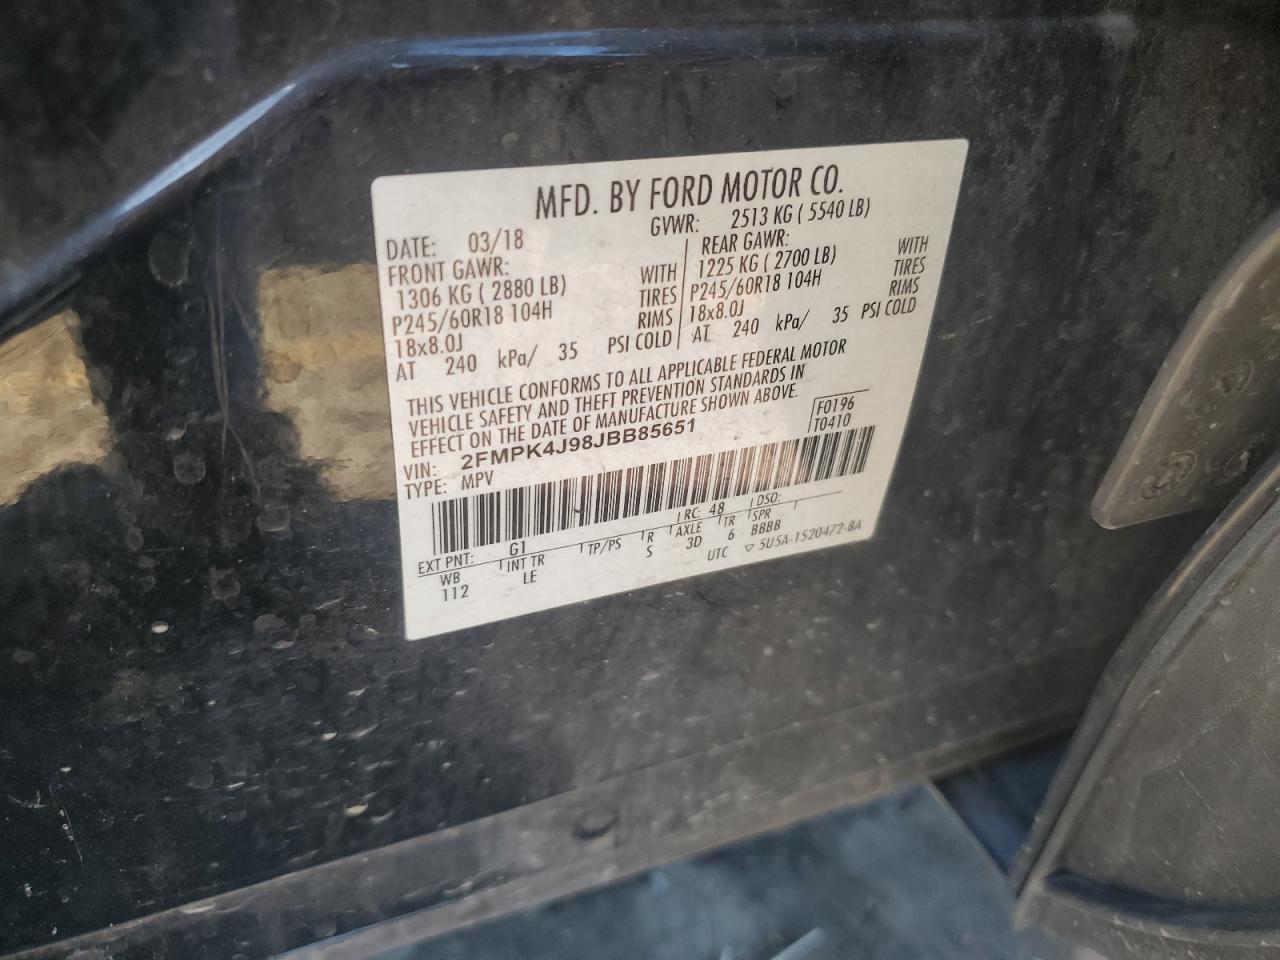 MFD. BY FORD MOTOR CO.
DATE: 03/18 GVWR: 2513 KG ( 5540 LB)
FRONT GAWR: REAR GAWR:
1306 KG ( 2880 LB) WITH 1225 KG ( 2700 LB) WITH
P245/60R18 104H TIRES P245/60R18 104H TIRES
18x8.0J RIMS 18x8.0J RIMS
AT 240 kPa/ 35 PSI COLD AT 240 kPa/ 35 PSI COLD
THIS VEHICLE CONFORMS TO ALL APPLICABLE FEDERAL MOTOR
VEHICLE SAFETY AND THEFT PREVENTION STANDARDS IN
EFFECT ON THE DATE OF MANUFACTURE SHOWN ABOVE.
VIN: 2FMPK4J98JBB85651 F0196
TYPE: MPV T0410
EXT PNT: G1 RC: 48 DSO:
WB INT TR TP/PS R AXLE TR SPR
112 LE S 3D 6 BBBB
UTC ▽ 5U5A-1520472-BA